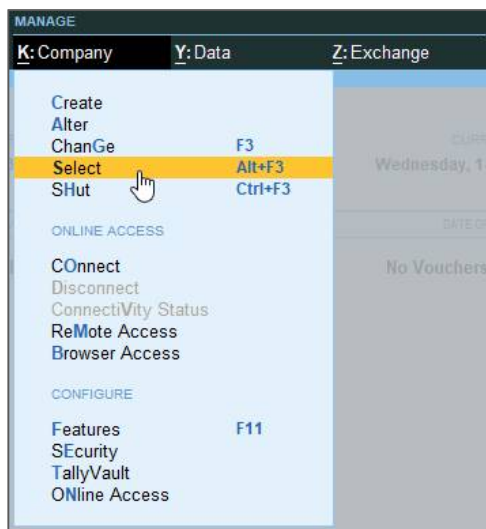 MANAGE
K: Company Y: Data Z: Exchange
Create
Alter
ChanGe F3
Select Alt+F3
SHut Ctrl+F3
ONLINE ACCESS
COnnect
Disconnect
ConnectiVity Status
ReMote Access
Browser Access
CONFIGURE
Features F11
SEcurity
TallyVault
ONline Access
Wednesday, 1
No Vouchers